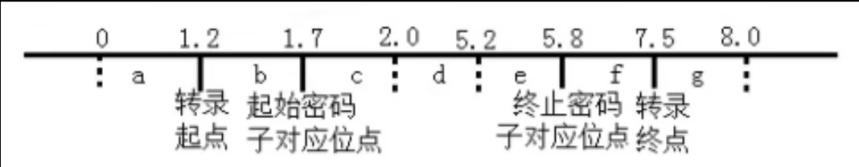 0 1.2 1.7 2.0 5.2 5.8 7.5 8.0
a b c d e f g
转录 起始密码 终止密码 转录
起点 子对应位点 子对应位点 终点